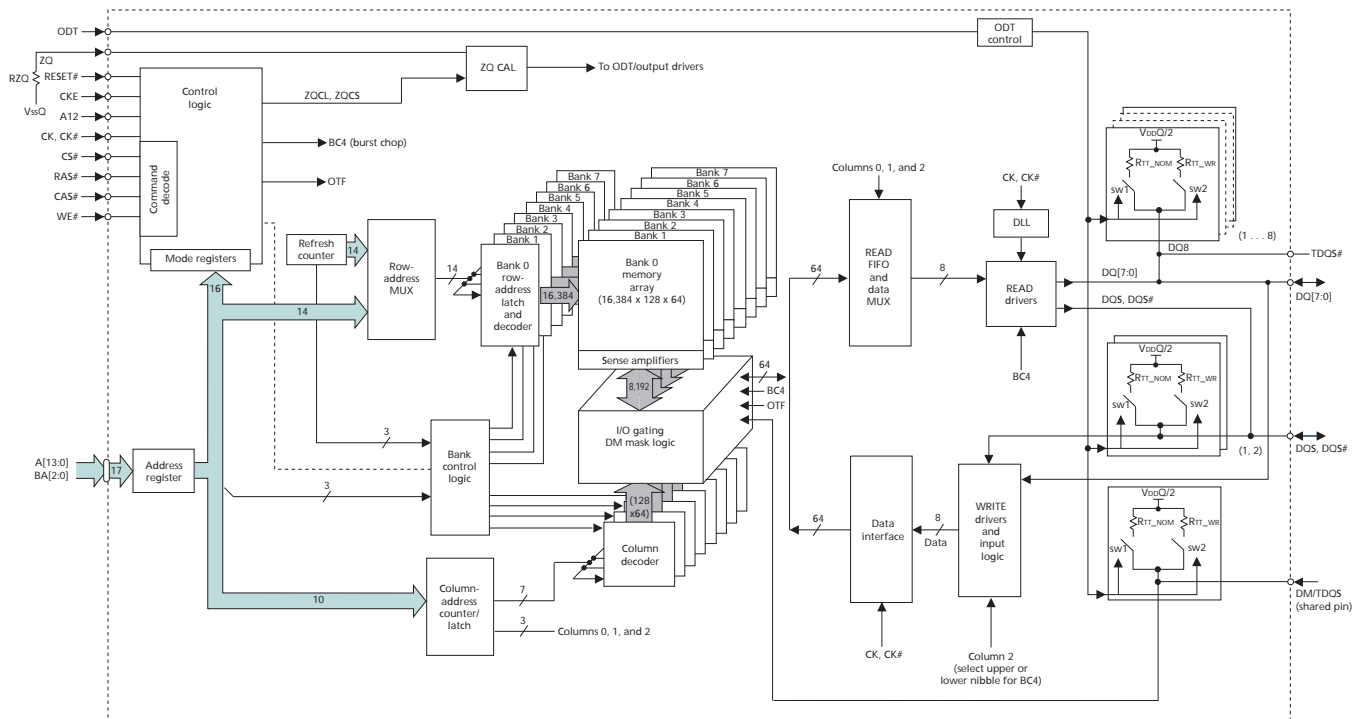 ODT
ODT
control
ZQ
RZQ
VSSQ
RESET#
CKE
A12
CK, CK#
CS#
RAS#
CAS#
WE#
Control
logic
Command
decode
Mode registers
ZQ CAL
To ODT/output drivers
ZQCL, ZQCS
BC4 (burst chop)
OTF
Refresh
counter
14
16
14
Row-
address
MUX
14
Bank 7
Bank 6
Bank 5
Bank 4
Bank 3
Bank 2
Bank 1
Bank 0
row-
address
latch
and
decoder
16,384
Bank 7
Bank 6
Bank 5
Bank 4
Bank 3
Bank 2
Bank 1
Bank 0
memory
array
(16,384 x 128 x 64)
Sense amplifiers
8,192
64
BC4
OTF
I/O gating
DM mask logic
(128
x64)
Column
decoder
3
Bank
control
logic
3
A[13:0]
BA[2:0]
17
Address
register
10
Column-
address
counter/
latch
7
3
Columns 0, 1, and 2
Columns 0, 1, and 2
64
READ
FIFO
and
data
MUX
8
CK, CK#
DLL
READ
drivers
BC4
DQ[7:0]
DQS, DQS#
64
Data
interface
8
Data
WRITE
drivers
and
input
logic
CK, CK#
Column 2
(select upper or
lower nibble for BC4)
VDDQ/2
RTT_NOM
RTT_WR
sw1
sw2
(1 . . . 8)
DQ8
TDQS#
DQ[7:0]
VDDQ/2
RTT_NOM
RTT_WR
sw1
sw2
(1, 2)
DQS, DQS#
VDDQ/2
RTT_NOM
RTT_WR
sw1
sw2
DM/TDQS
(shared pin)